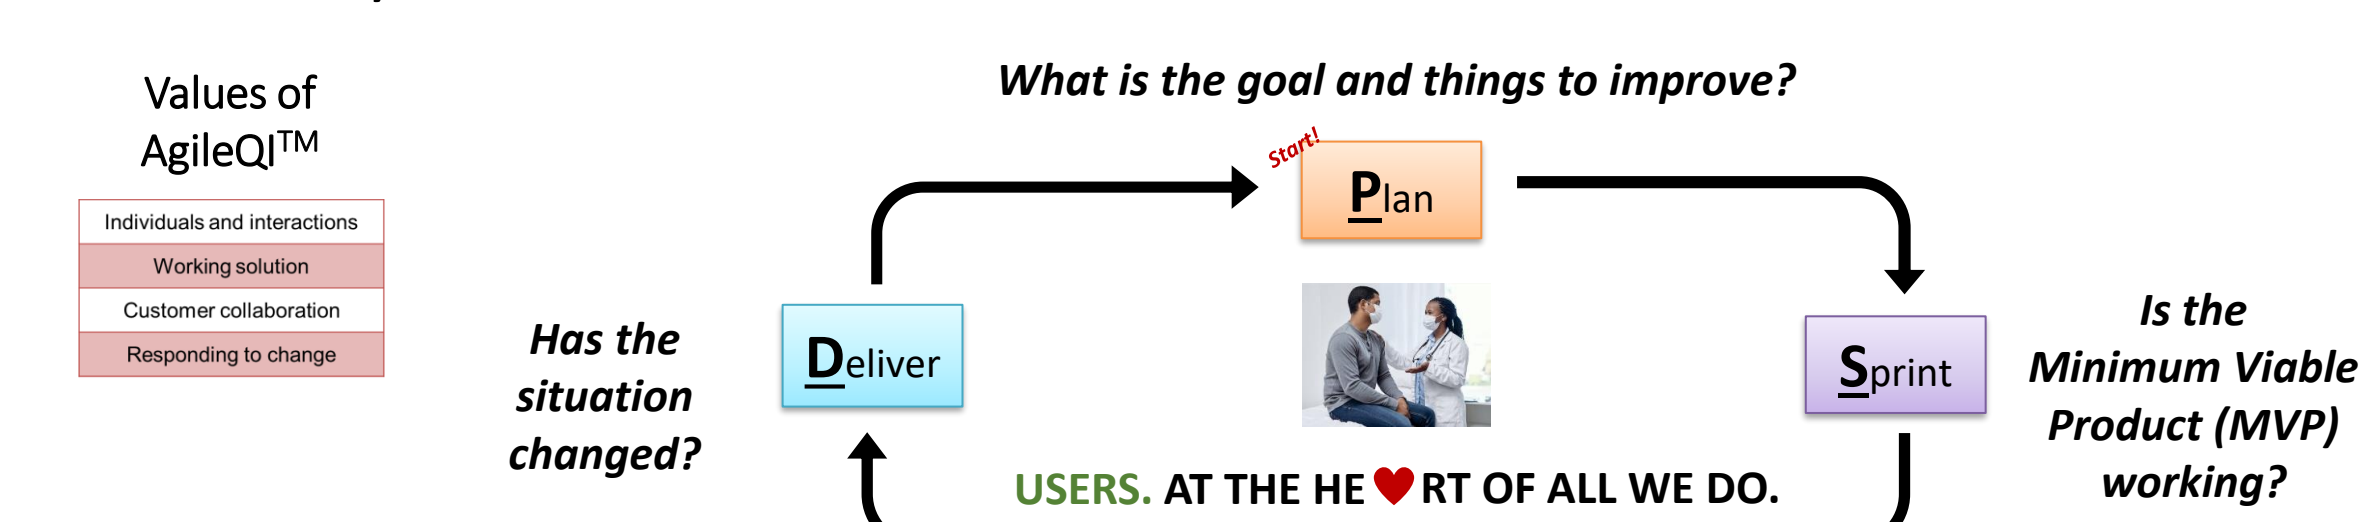 Values of
AgileQI™
Individuals and interactions
Working solution
Customer collaboration
Responding to change
What is the goal and things to improve?
Start!
Plan
Has the
situation
changed?
Deliver
Sprint
Is the
Minimum Viable
Product (MVP)
working?
USERS. AT THE HE❤RT OF ALL WE DO.